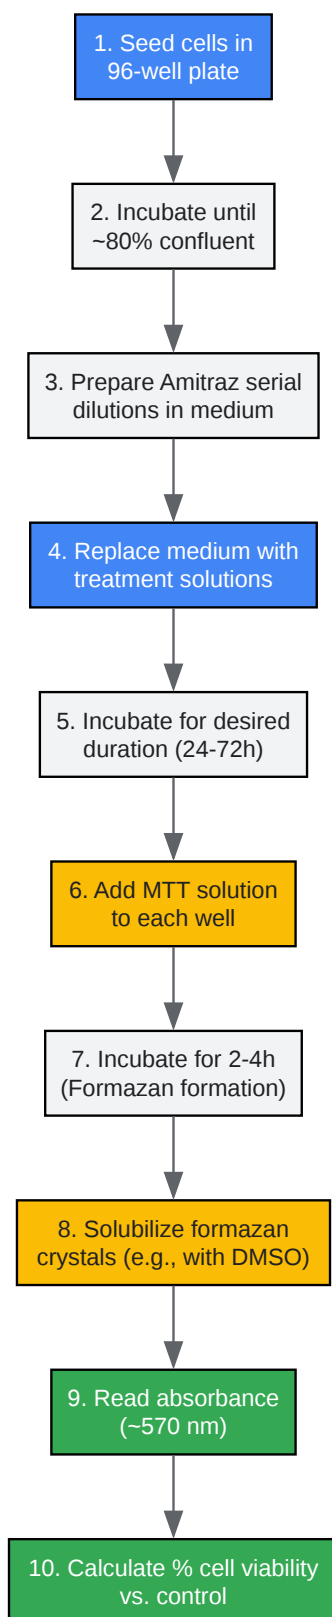 1. Seed cells in
96-well plate
2. Incubate until
~80% confluent
3. Prepare Amitraz serial
dilutions in medium
4. Replace medium with
treatment solutions
5. Incubate for desired
duration (24-72h)
6. Add MTT solution
to each well
7. Incubate for 2-4h
(Formazan formation)
8. Solubilize formazan
crystals (e.g., with DMSO)
9. Read absorbance
(~570 nm)
10. Calculate % cell viability
vs. control